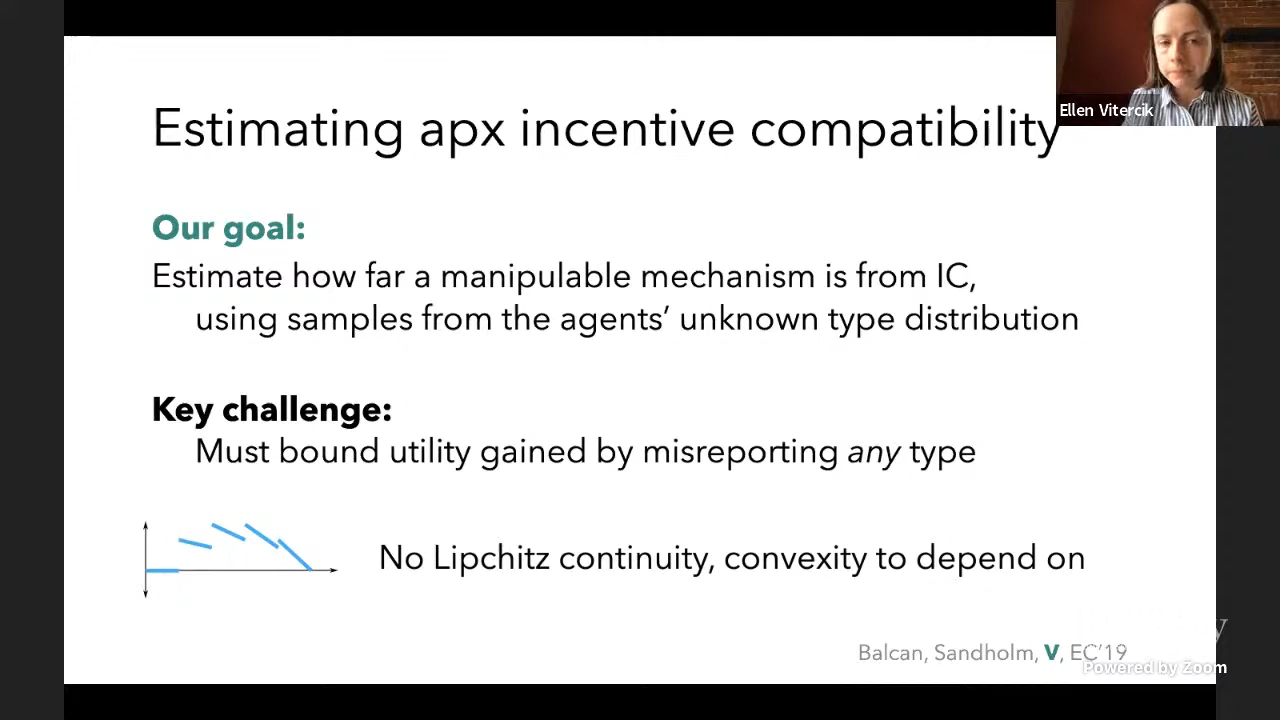 Estimating apx incentive compatibility
Ellen Vitercik
Our goal:
Estimate how far a manipulable mechanism is from IC,
using samples from the agents' unknown type distribution
Key challenge:
Must bound utility gained by misreporting any type
No Lipchitz continuity, convexity to depend on
Balcan, Sandholm, V, EC'19
Powered by Zoom